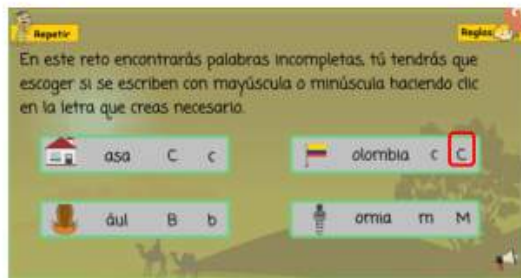 Repetir
Reglas
En este reto encontrarás palabras incompletas, tú tendrás que
escoger si se escriben con mayúscula o minúscula haciendo clic
en la letra que creas necesario.
asa C c
olombia c C
ául B b
omia m M